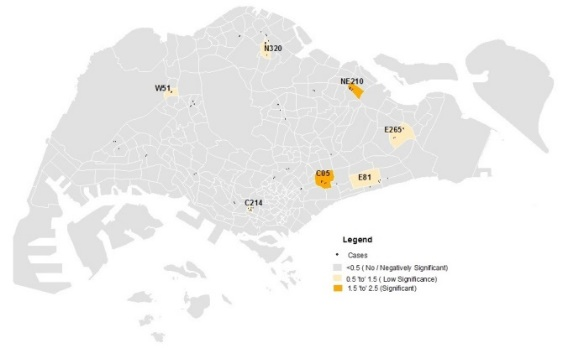 N320
W51
NE210
E265
C05
E81
C214
Legend
Cases
<0.5 ( No / Negatively Significant)
0.5 'to' 1.5 ( Low Significance)
1.5 'to' 2.5 (Significant)